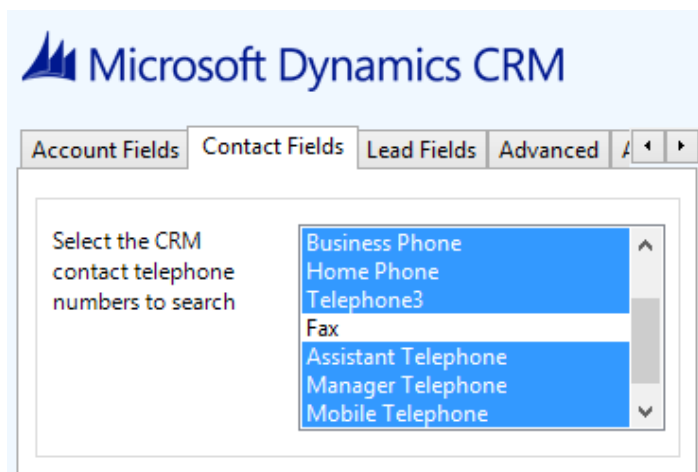 Microsoft Dynamics CRM
Account Fields Contact Fields Lead Fields Advanced
Select the CRM
contact telephone
numbers to search
Business Phone
Home Phone
Telephone3
Fax
Assistant Telephone
Manager Telephone
Mobile Telephone